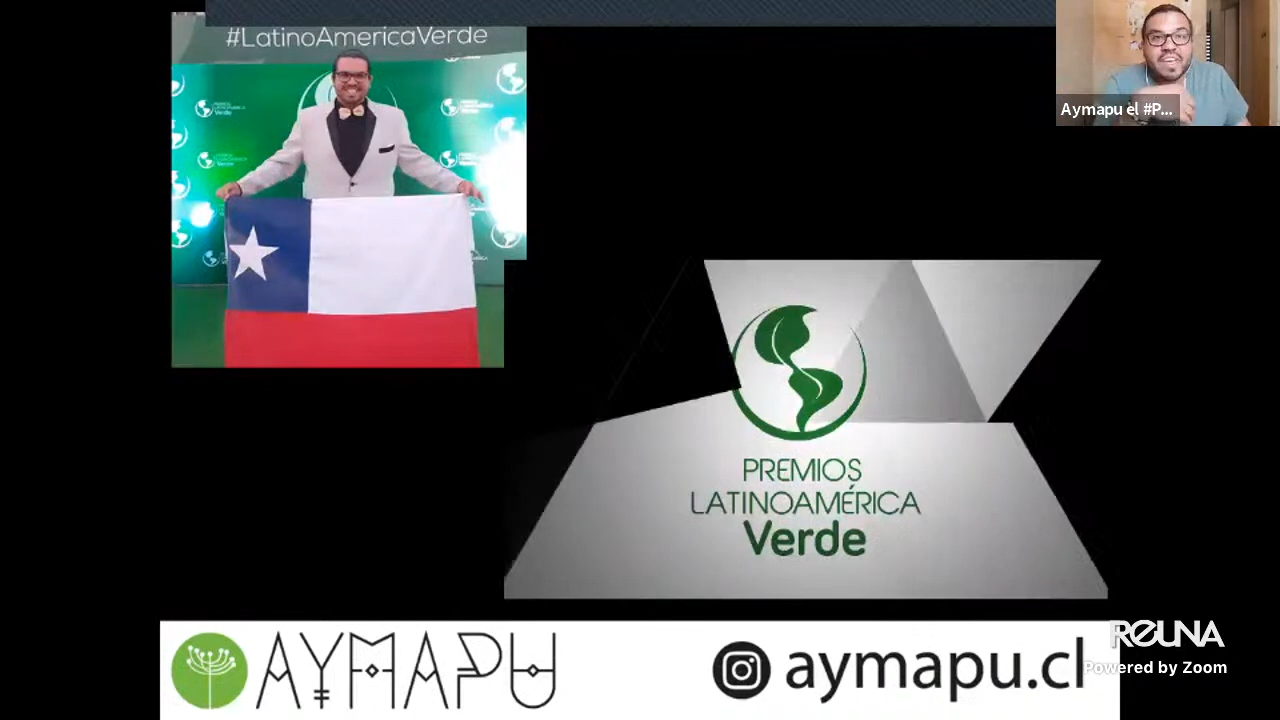 #LatinoAmericaVerde
Aymapu el #P...
PREMIOS
LATINOAMÉRICA
Verde
AYMAPU
aymapu.cl
REUNA
Powered by Zoom